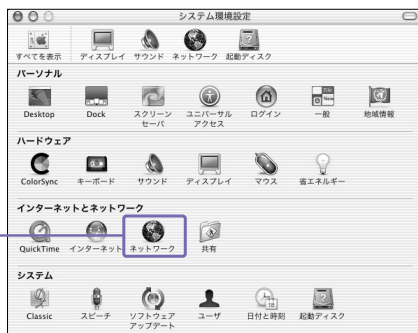 システム環境設定
すべてを表示 ディスプレイ サウンド ネットワーク 起動ディスク
パーソナル
Desktop Dock スクリーン セーバ ユニバーサル アクセス ログイン 一般 地域情報
ハードウェア
ColorSync キーボード サウンド ディスプレイ マウス 省エネルギー
インターネットとネットワーク
QuickTime インターネット ネットワーク 共有
システム
Classic スピーチ ソフトウェア アップデート ユーザ 日付と時刻 起動ディスク